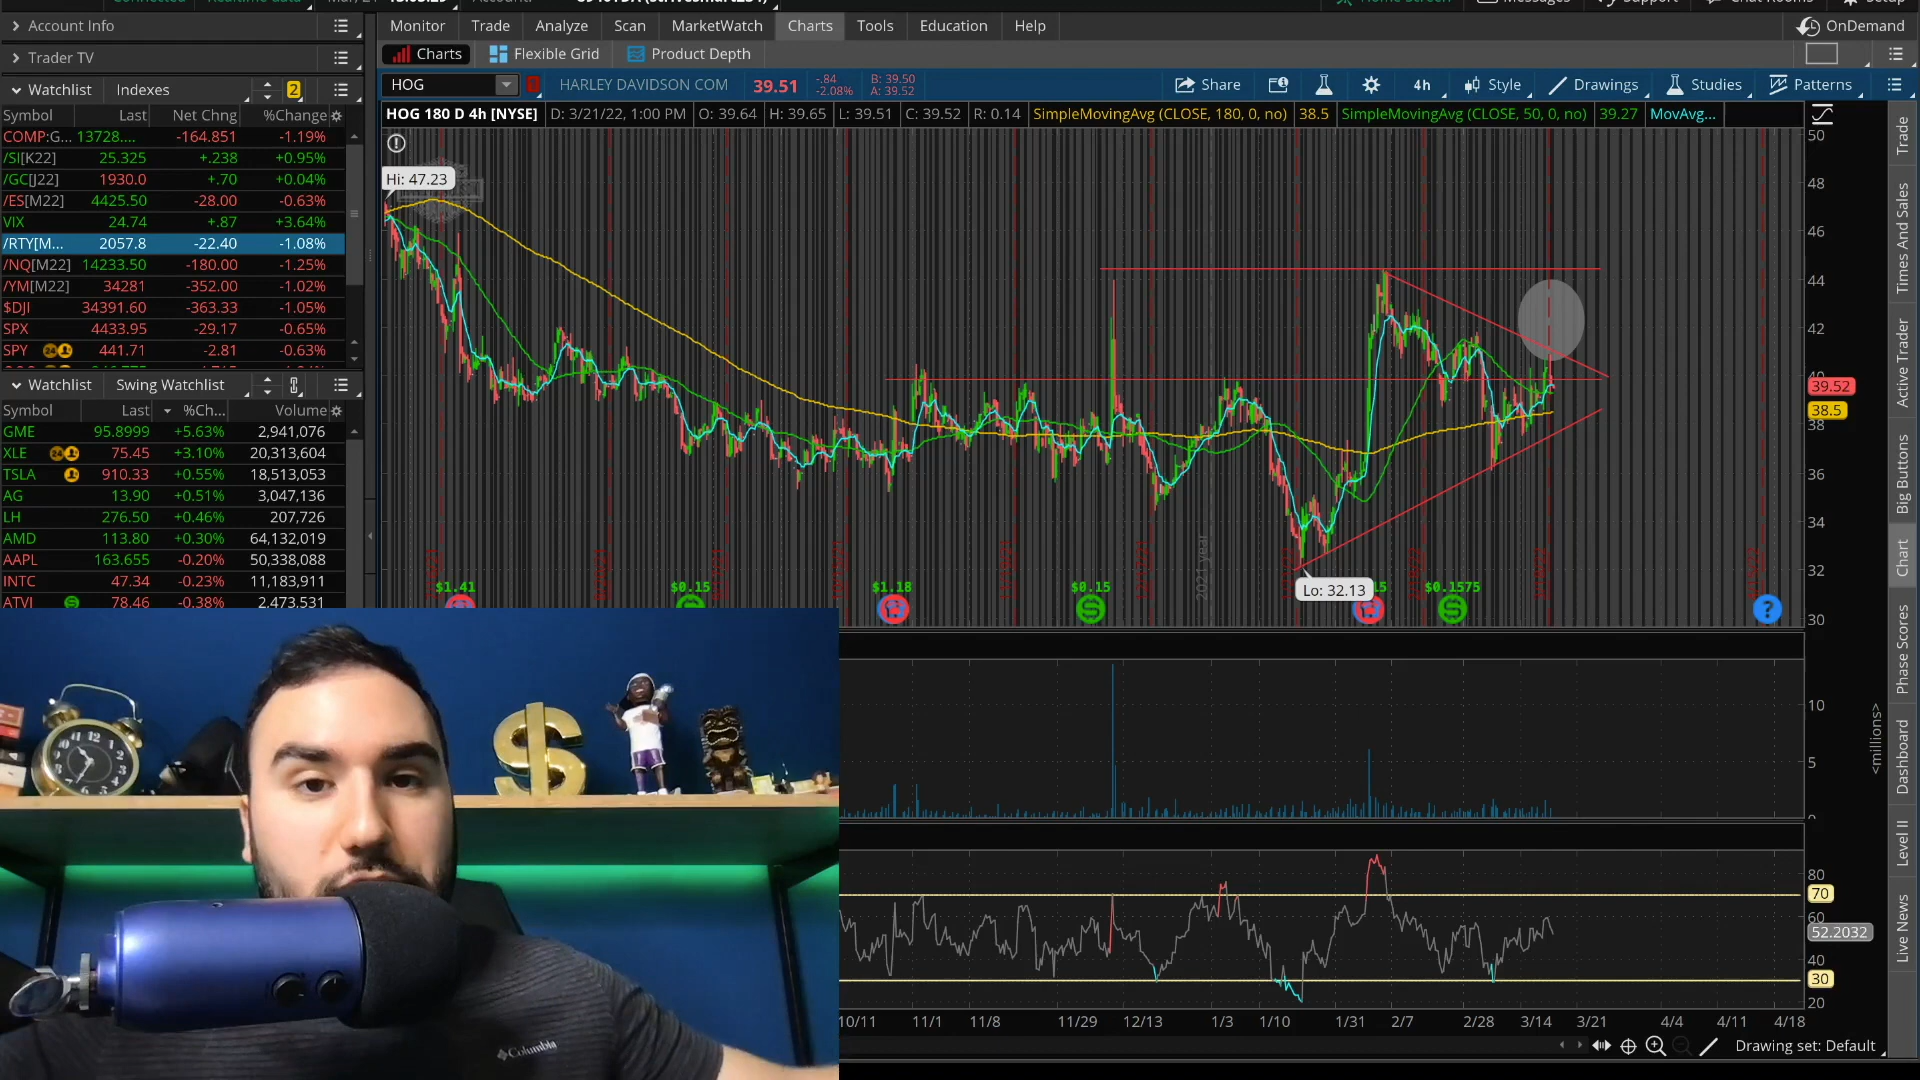 Monitor Trade Analyze Scan MarketWatch Charts Tools Education Help
OnDemand
Charts Flexible Grid Product Depth
Account Info
Trader TV
Watchlist Indexes 2
Symbol Last Net Chng %Change
COMP:G... 13728.... -164.851 -1.19%
/SI[K22] 25.325 +.238 +0.95%
/GC[J22] 1930.0 +.70 +0.04%
/ES[M22] 4425.50 -28.00 -0.63%
VIX 24.74 +.87 +3.64%
/RTY[M... 2057.8 -22.40 -1.08%
/NQ[M22] 14233.50 -180.00 -1.25%
/YM[M22] 34281 -352.00 -1.02%
$DJI 34391.60 -363.33 -1.05%
SPX 4433.95 -29.17 -0.65%
SPY 441.71 -2.81 -0.63%
Watchlist Swing Watchlist
Symbol Last %Ch... Volume
GME 95.8999 +5.63% 2,941,076
XLE 75.45 +3.10% 20,313,604
TSLA 910.33 +0.55% 18,513,053
AG 13.90 +0.51% 3,047,136
LH 276.50 +0.46% 207,726
AMD 113.80 +0.30% 64,132,019
AAPL 163.655 -0.20% 50,338,088
INTC 47.34 -0.23% 11,183,911
ATVI 78.46 -0.38% 2,473,531
HOG HARLEY DAVIDSON COM 39.51 -.84 -2.08% B: 39.50 A: 39.52
Share 4h Style Drawings Studies Patterns
HOG 180 D 4h [NYSE] D: 3/21/22, 1:00 PM O: 39.64 H: 39.65 L: 39.51 C: 39.52 R: 0.14 SimpleMovingAvg (CLOSE, 180, 0, no) 38.5 SimpleMovingAvg (CLOSE, 50, 0, no) 39.27 MovAvg...
Hi: 47.23
Lo: 32.13
2021 year
$1.41 $0.15 $1.18 $0.15 15 $0.1575
50
48
46
44
42
40
39.52
38.5
38
36
34
32
30
10
5
<millions>
80
70
60
52.2032
40
30
20
10/11 11/1 11/8 11/29 12/13 1/3 1/10 1/31 2/7 2/28 3/14 3/21 4/4 4/11 4/18
Drawing set: Default
Trade
Times And Sales
Active Trader
Big Buttons
Chart
Phase Scores
Dashboard
Level II
Live News
Columbia